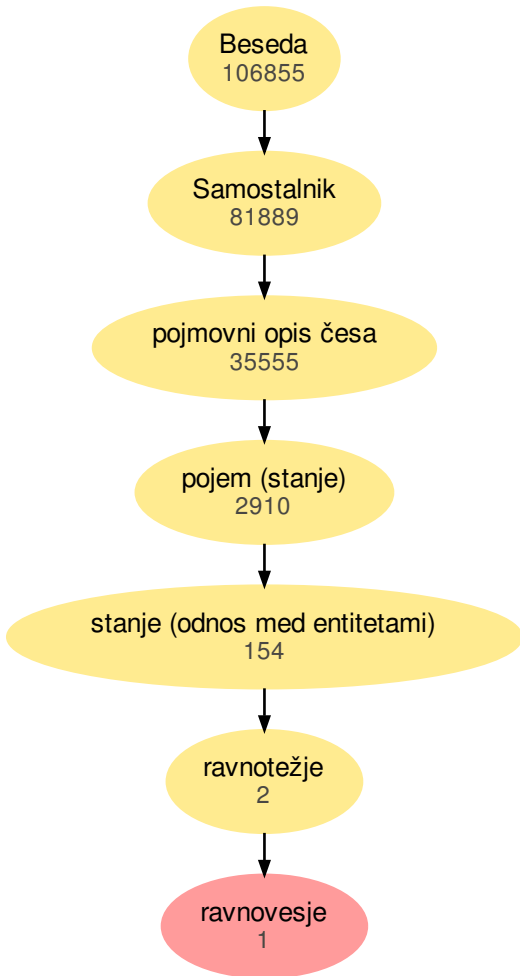 Beseda
106855
Samostalnik
81889
pojmovni opis česa
35555
pojem (stanje)
2910
stanje (odnos med entitetami)
154
ravnotežje
2
ravnovesje
1